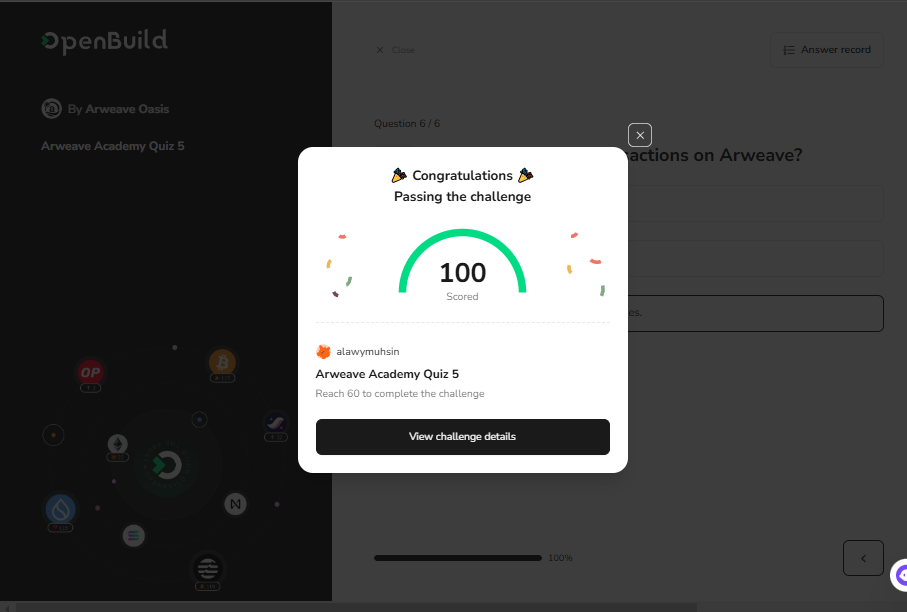 OpenBuild
By Arweave Oasis
Arweave Academy Quiz 5
Close
Answer record
Question 6 / 6
actions on Arweave?
es.
Congratulations
Passing the challenge
100
Scored
alawymuhsin
Arweave Academy Quiz 5
Reach 60 to complete the challenge
View challenge details
OP
100%